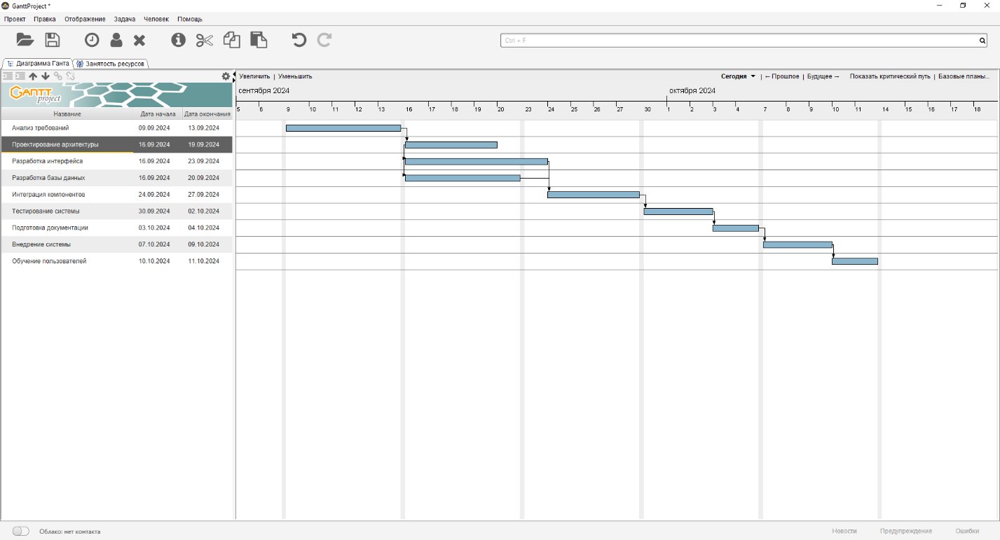 GanttProject *
Проект Правка Отображение Задача Человек Помощь
Ctrl + F
Диаграмма Ганта Занятость ресурсов
Увеличить | Уменьшить Сегодня | ←Прошлое | Будущее→ Показать критический путь | Базовые планы...
GANTT project
сентября 2024 октября 2024
5 6 9 10 11 12 13 16 17 18 19 20 23 24 25 26 27 30 1 2 3 4 7 8 9 10 11 14 15 16 17 18
Название Дата начала Дата окончания
Анализ требований 09.09.2024 13.09.2024
Проектирование архитектуры 16.09.2024 19.09.2024
Разработка интерфейса 16.09.2024 23.09.2024
Разработка базы данных 16.09.2024 20.09.2024
Интеграция компонентов 24.09.2024 27.09.2024
Тестирование системы 30.09.2024 02.10.2024
Подготовка документации 03.10.2024 04.10.2024
Внедрение системы 07.10.2024 09.10.2024
Обучение пользователей 10.10.2024 11.10.2024
Облако: нет контакта Новости Предупреждение Ошибки